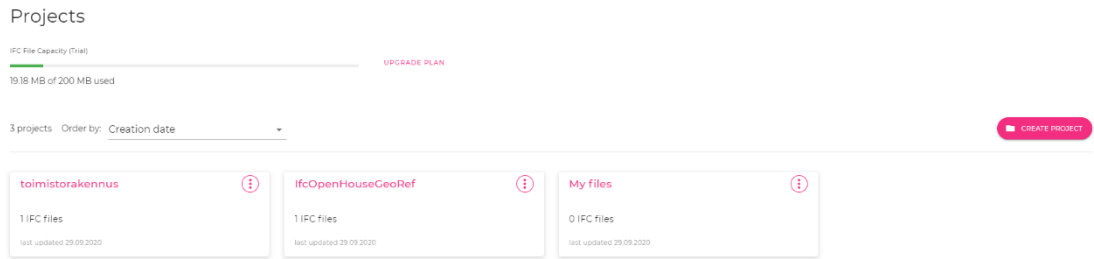 Projects
IFC File Capacity (Trial)
UPGRADE PLAN
19.18 MB of 200 MB used
3 projects Order by: Creation date
CREATE PROJECT
toimistorakennus
1 IFC files
last updated 29.09.2020
IfcOpenHouseGeoRef
1 IFC files
last updated 29.09.2020
My files
0 IFC files
last updated 29.09.2020